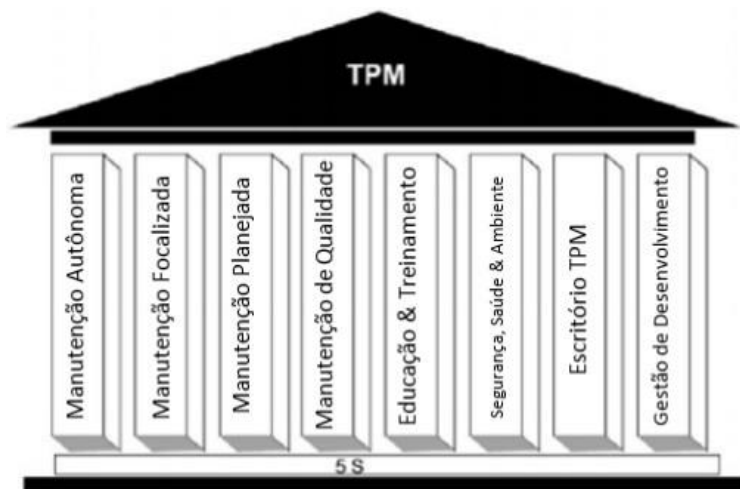 TPM
Manutenção Autônoma
Manutenção Focalizada
Manutenção Planejada
Manutenção de Qualidade
Educação & Treinamento
Segurança, Saúde & Ambiente
Escritório TPM
Gestão de Desenvolvimento
5 S